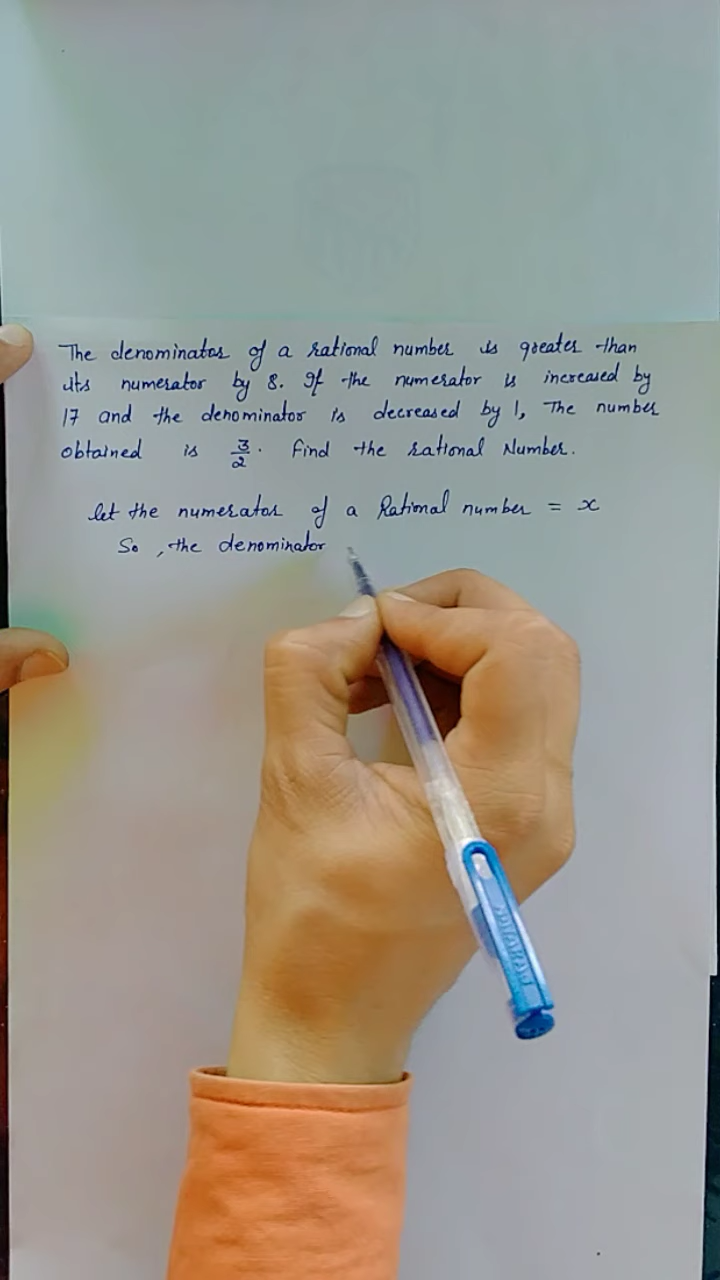 The denominator of a rational number is greater than
its numerator by 8. If the numerator is increased by
17 and the denominator is decreased by 1, The number
obtained is 3/2. Find the rational Number.
let the numerator of a Rational number = x
So, the denominator